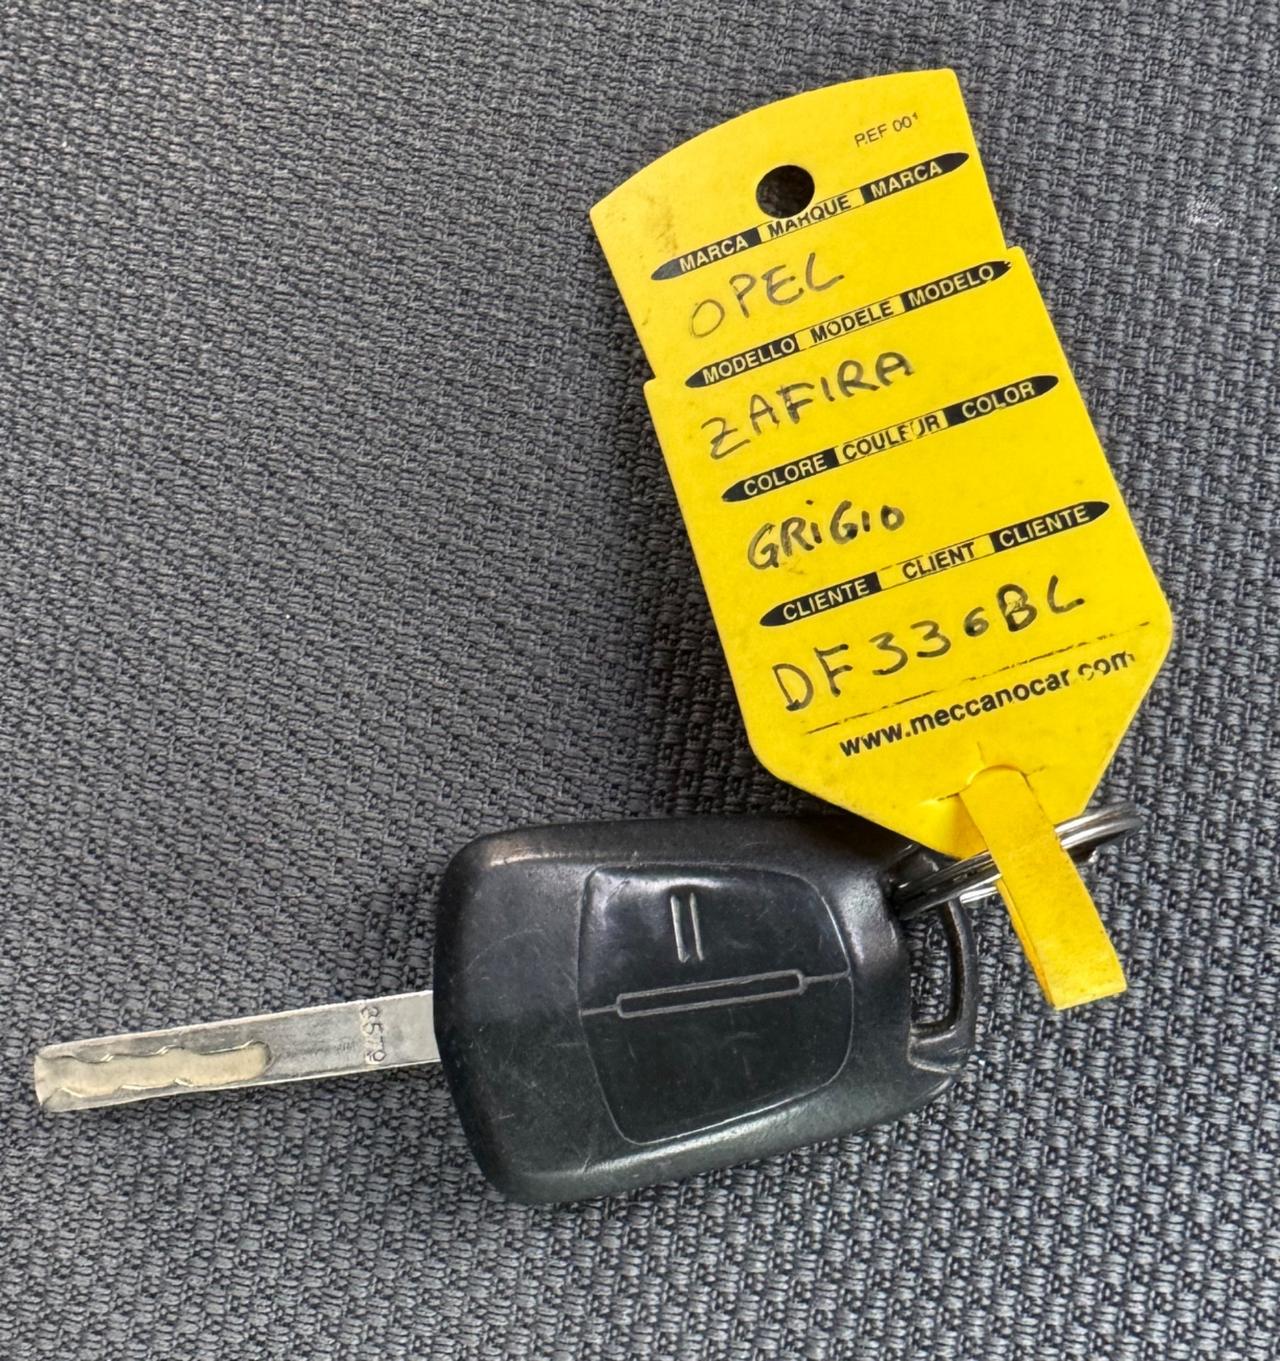 REF 001
MARCA MARQUE MARCA
OPEL
MODELLO MODELE MODELO
ZAFIRA
COLORE COULEUR COLOR
GRiGio
CLIENTE CLIENT CLIENTE
DF336BL
www.meccanocar.com